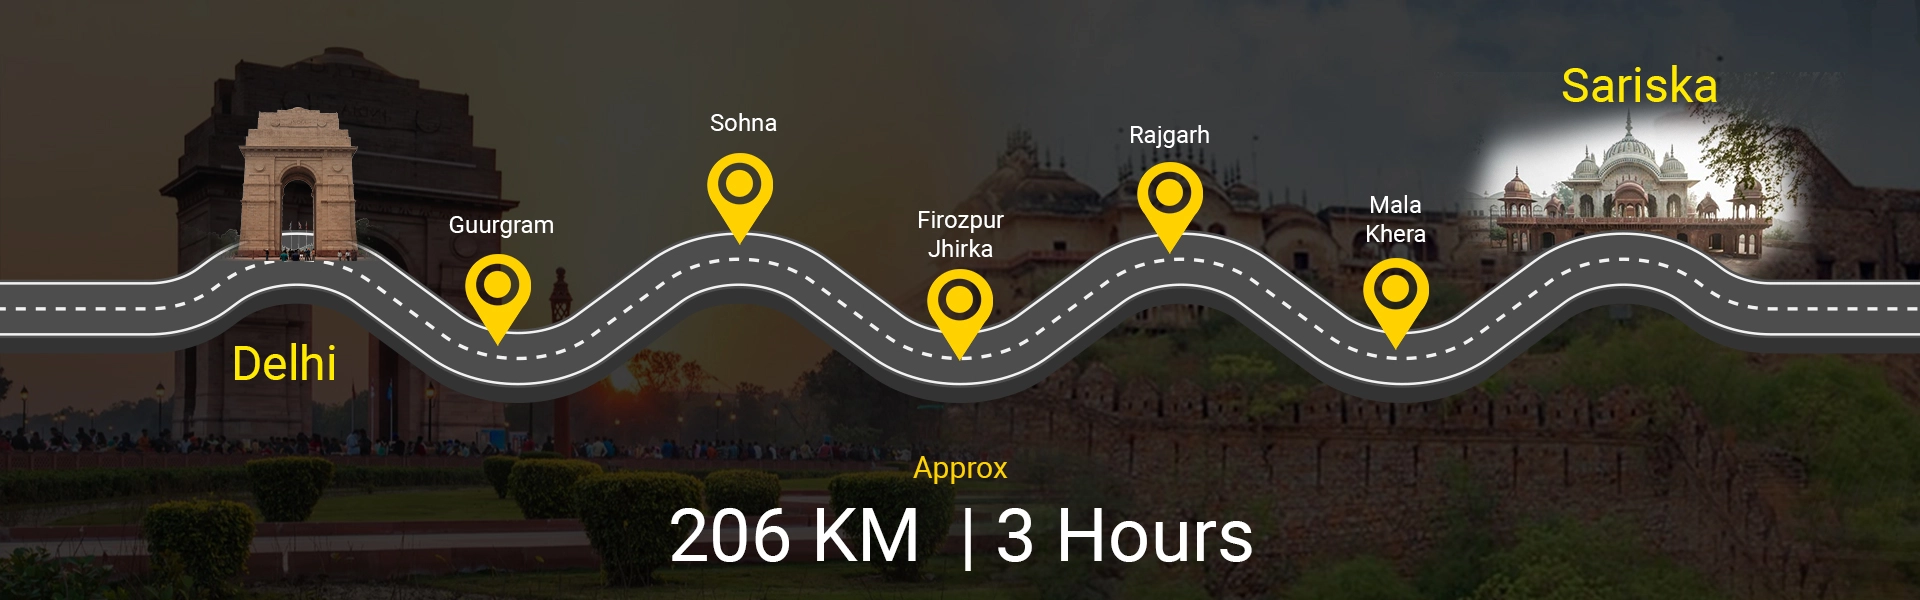 Delhi
Guurgram
Sohna
Firozpur
Jhirka
Rajgarh
Mala
Khera
Sariska
Approx
206 KM | 3 Hours